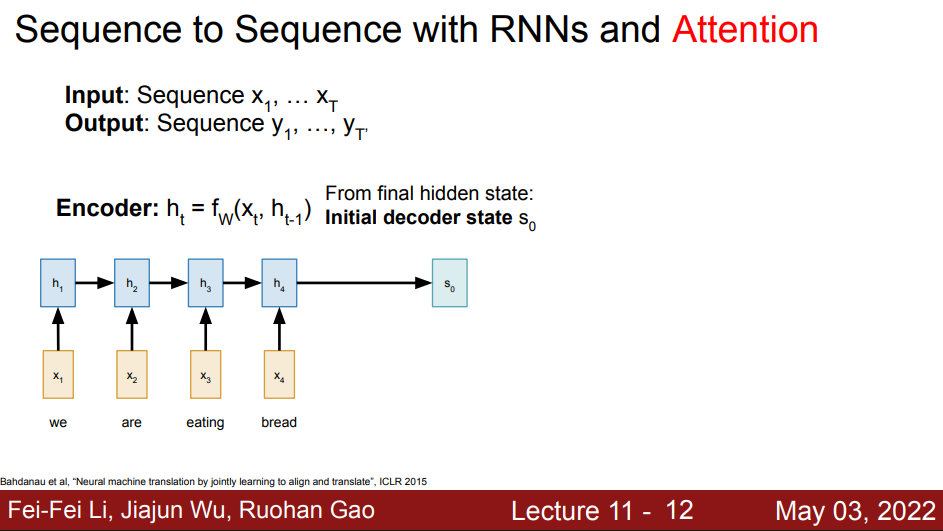 Sequence to Sequence with RNNs and Attention
Input: Sequence x1, … xT
Output: Sequence y1, …, yT'
From final hidden state:
Encoder: ht = fW(xt, ht-1) Initial decoder state s0
h1 h2 h3 h4 s0
x1 x2 x3 x4
we are eating bread
Bahdanau et al, “Neural machine translation by jointly learning to align and translate”, ICLR 2015
Fei-Fei Li, Jiajun Wu, Ruohan Gao Lecture 11 - 12 May 03, 2022